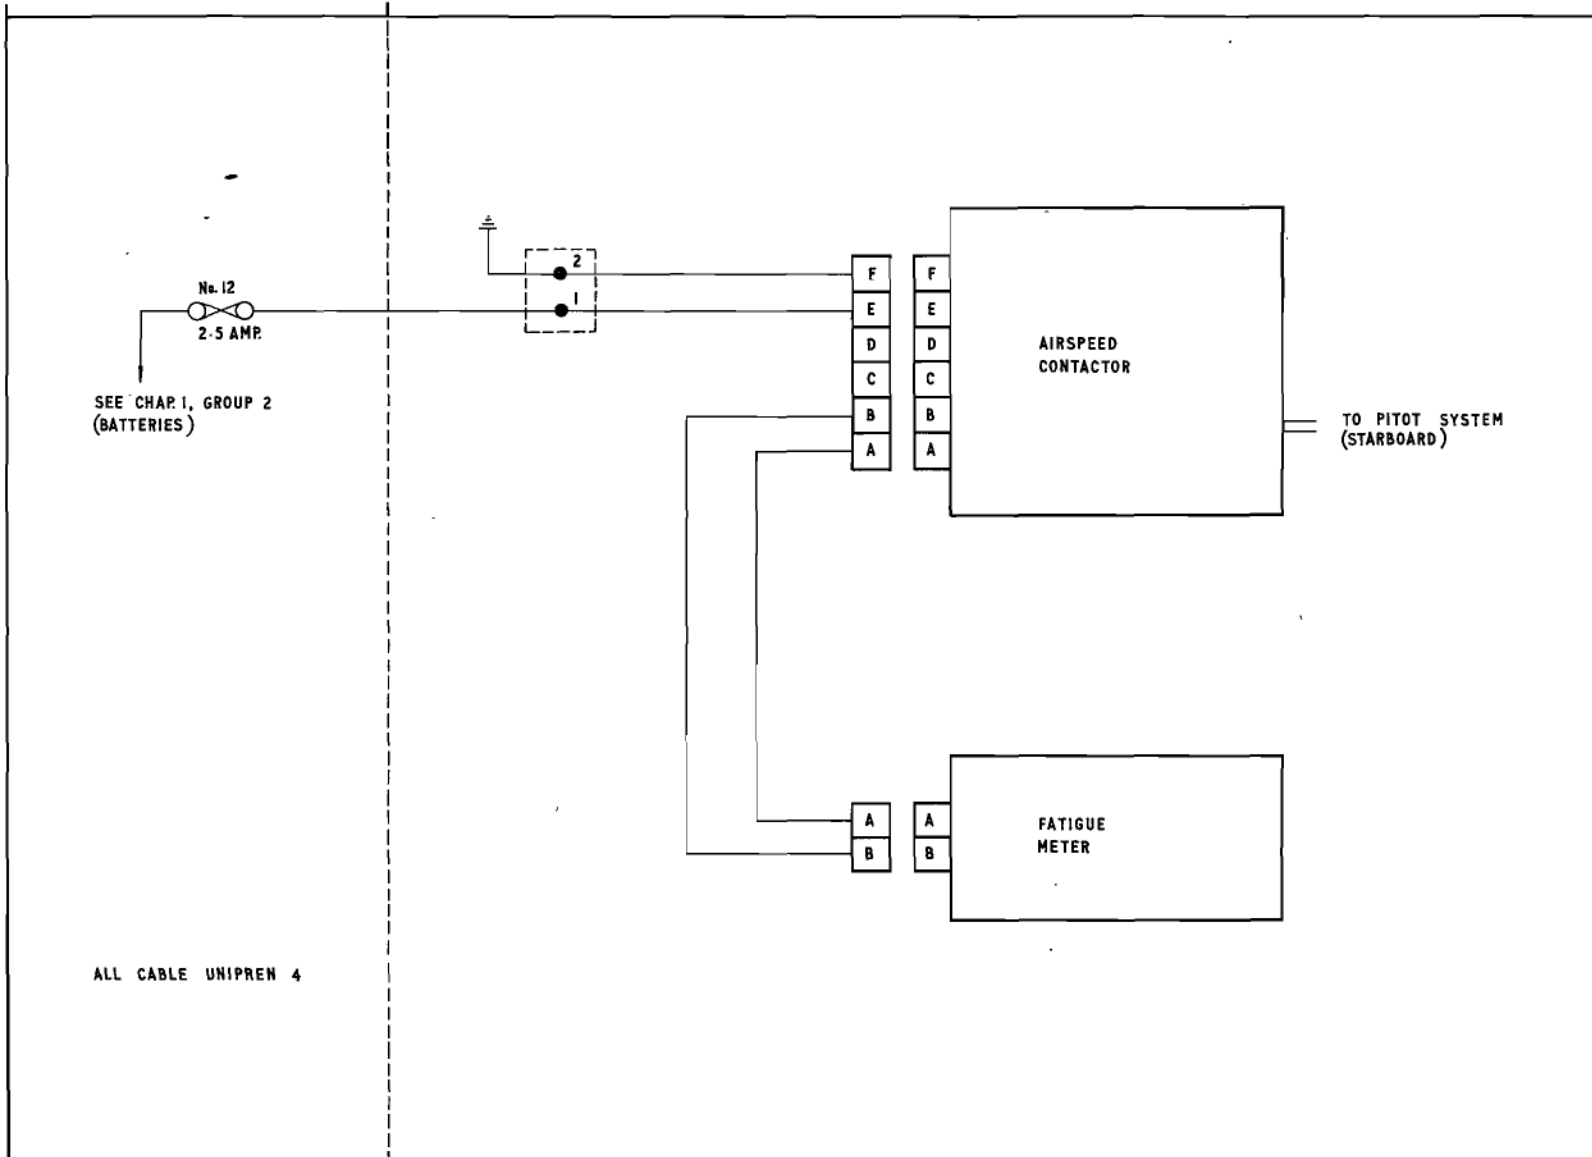 No. 12
2·5 AMP.
SEE CHAP. 1, GROUP 2
(BATTERIES)
2
1
F
E
D
C
B
A
F
E
D
C
B
A
AIRSPEED
CONTACTOR
TO PITOT SYSTEM
(STARBOARD)
A
B
A
B
FATIGUE
METER
ALL CABLE UNIPREN 4